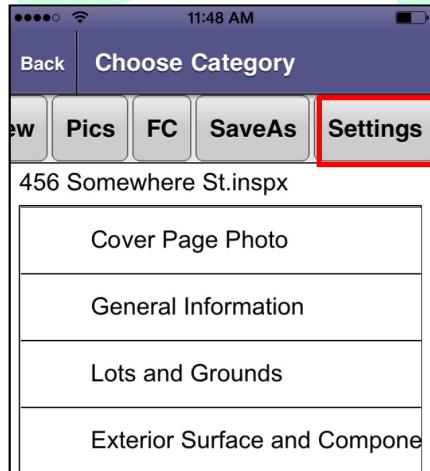 11:48 AM
Back Choose Category
ew Pics FC SaveAs Settings
456 Somewhere St.inspx
Cover Page Photo
General Information
Lots and Grounds
Exterior Surface and Compone